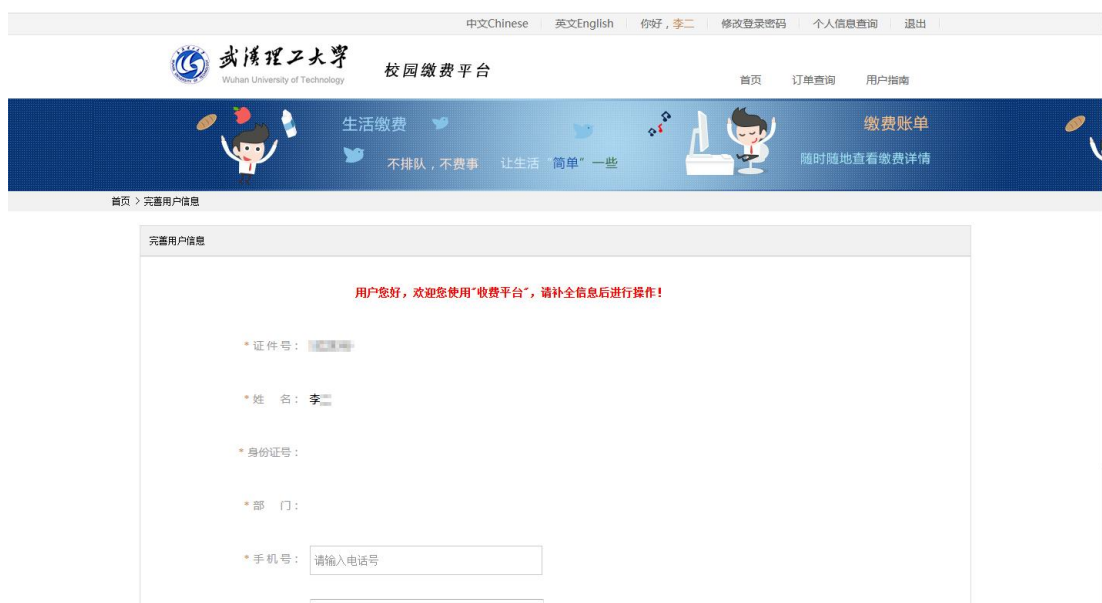 中文Chinese 英文English 你好，李二 修改登录密码 个人信息查询 退出
武汉理工大学
Wuhan University of Technology
校园缴费平台
首页 订单查询 用户指南
生活缴费
不排队，不费事 让生活“简单”一些
缴费账单
随时随地查看缴费详情
首页 > 完善用户信息
完善用户信息
用户您好，欢迎您使用"收费平台"，请补全信息后进行操作！
*证件号：
*姓 名：李
*身份证号：
*部 门：
*手机号：请输入电话号